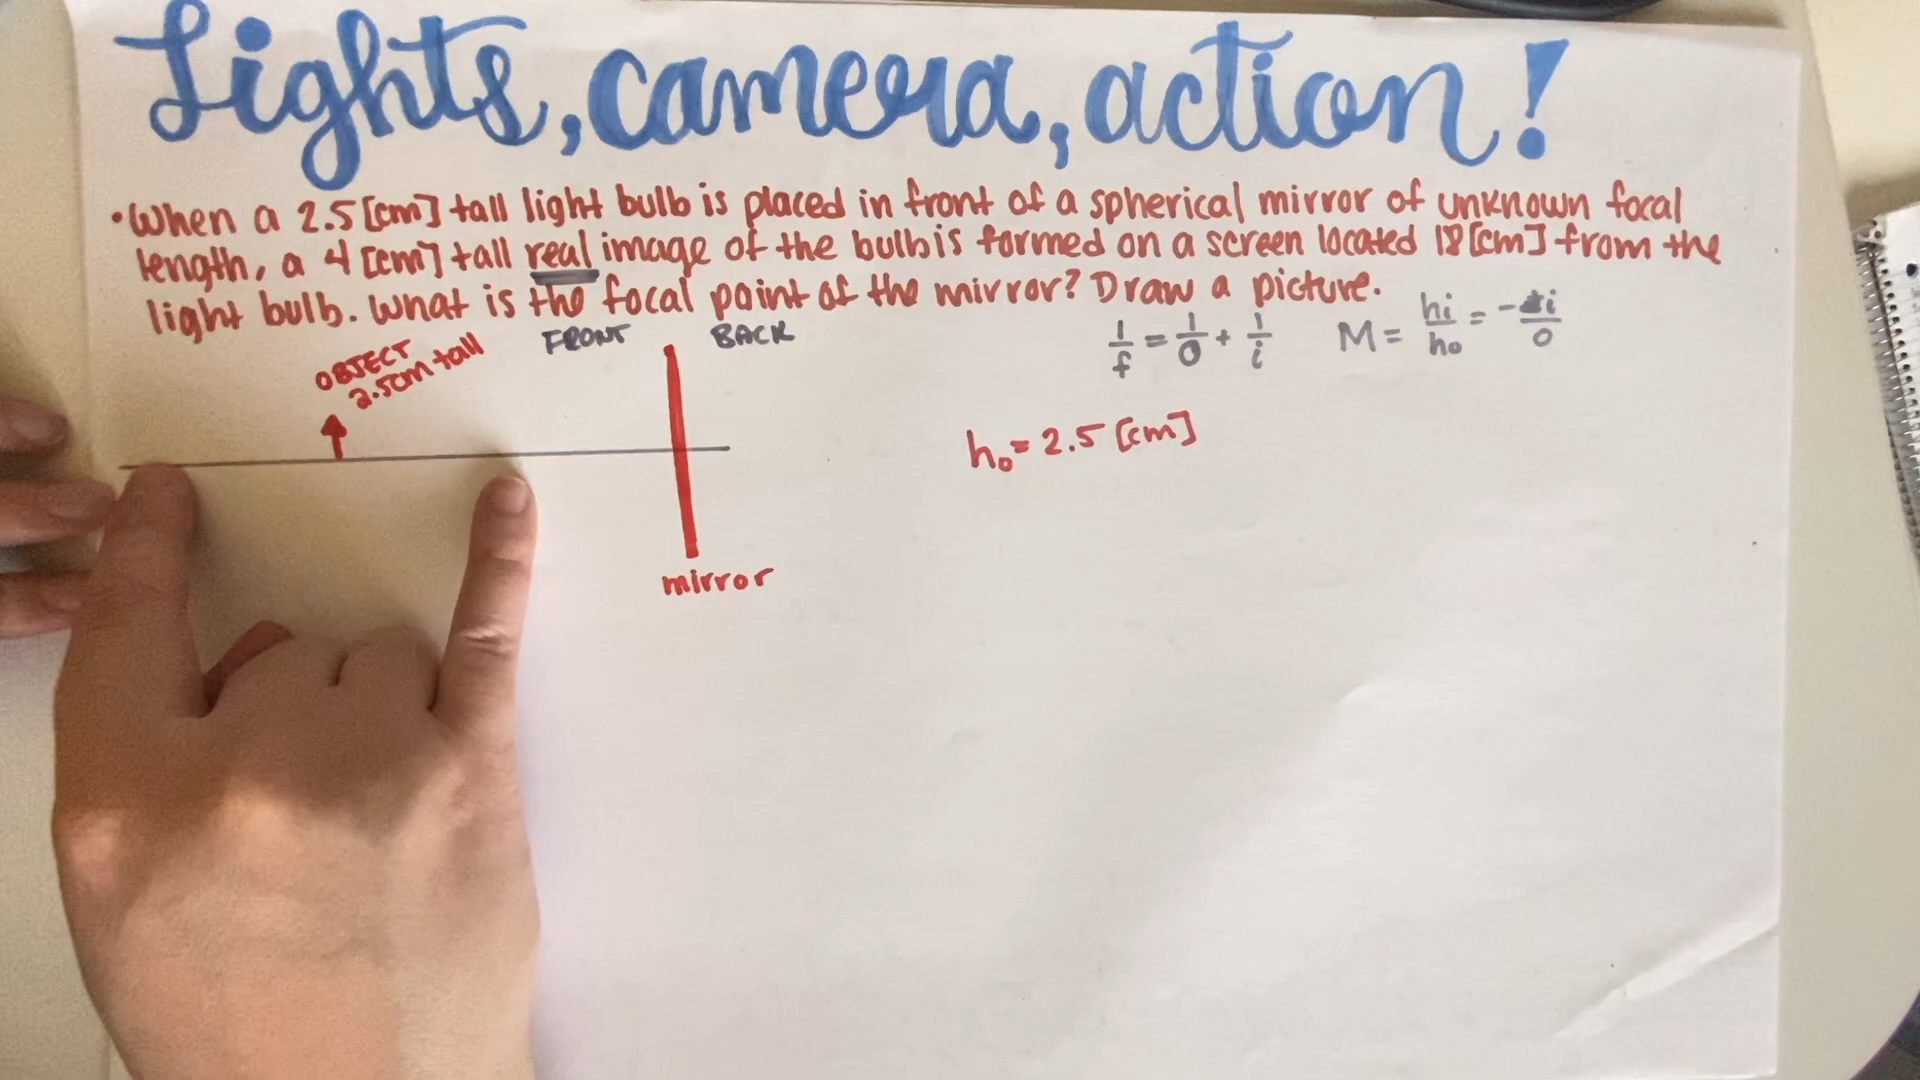 Lights, camera, action!
•When a 2.5 [cm] tall light bulb is placed in front of a spherical mirror of unknown focal
length, a 4 [cm] tall real image of the bulb is formed on a screen located 18 [cm] from the
light bulb. What is the focal point of the mirror? Draw a picture.
FRONT BACK
1/f = 1/o + 1/i M = hi/ho = -i/o
OBJECT
2.5cm tall
ho = 2.5 [cm]
mirror